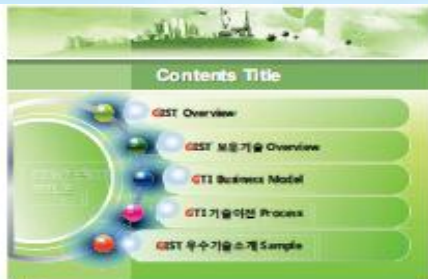 Contents Title
GIST Overview
GIST 보유기술 Overview
GTI Business Model
GTI 기술이전 Process
GIST 우수기술소개 Sample